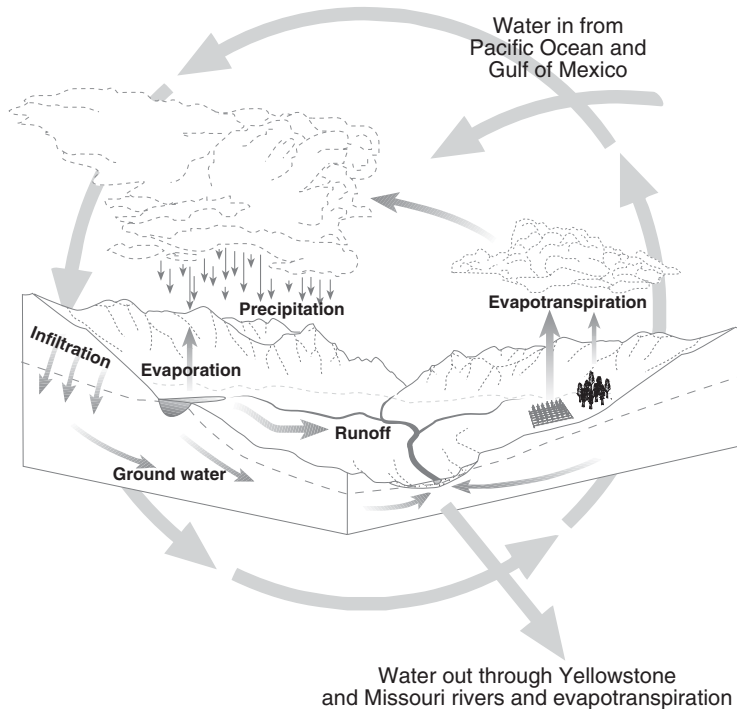 Water in from
Pacific Ocean and
Gulf of Mexico
Evapotranspiration
Precipitation
Infiltration
Evaporation
Runoff
Ground water
Water out through Yellowstone
and Missouri rivers and evapotranspiration